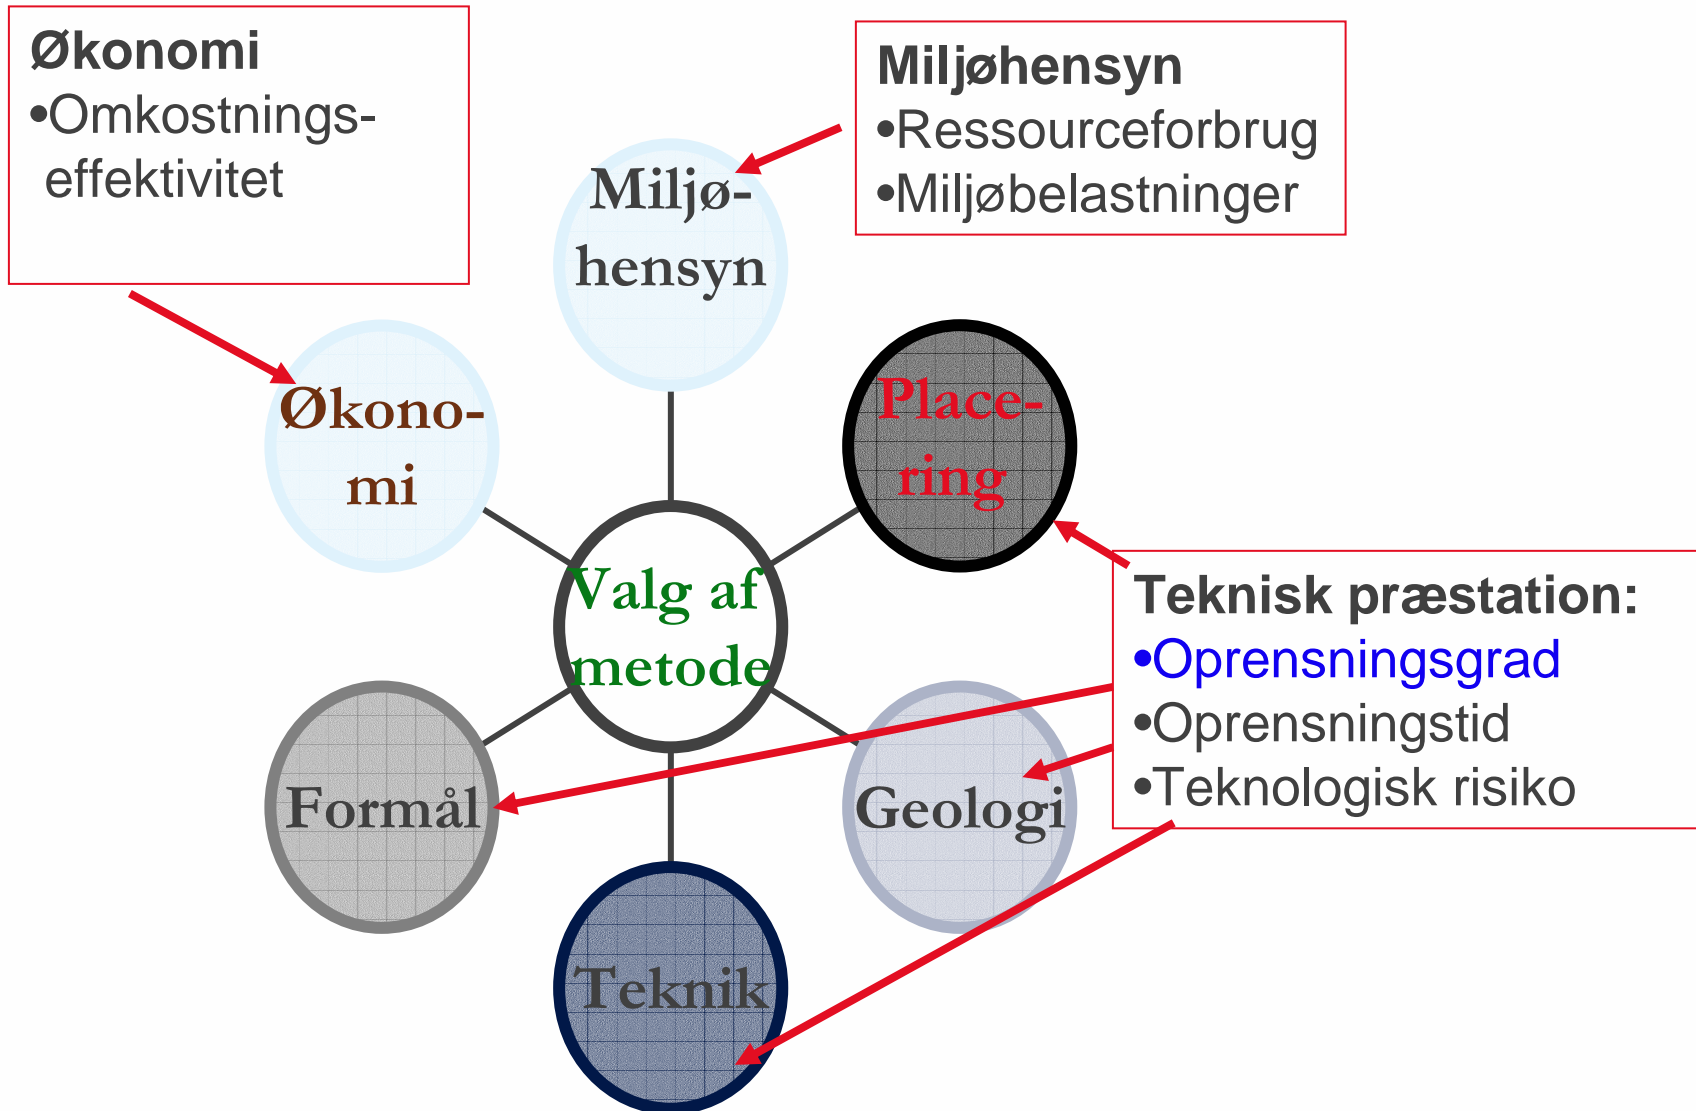 Økonomi
•Omkostnings-
effektivitet
Miljøhensyn
•Ressourceforbrug
•Miljøbelastninger
Miljø-
hensyn
Økono-
mi
Place-
ring
Valg af
metode
Teknisk præstation:
•Oprensningsgrad
•Oprensningstid
•Teknologisk risiko
Formål
Geologi
Teknik